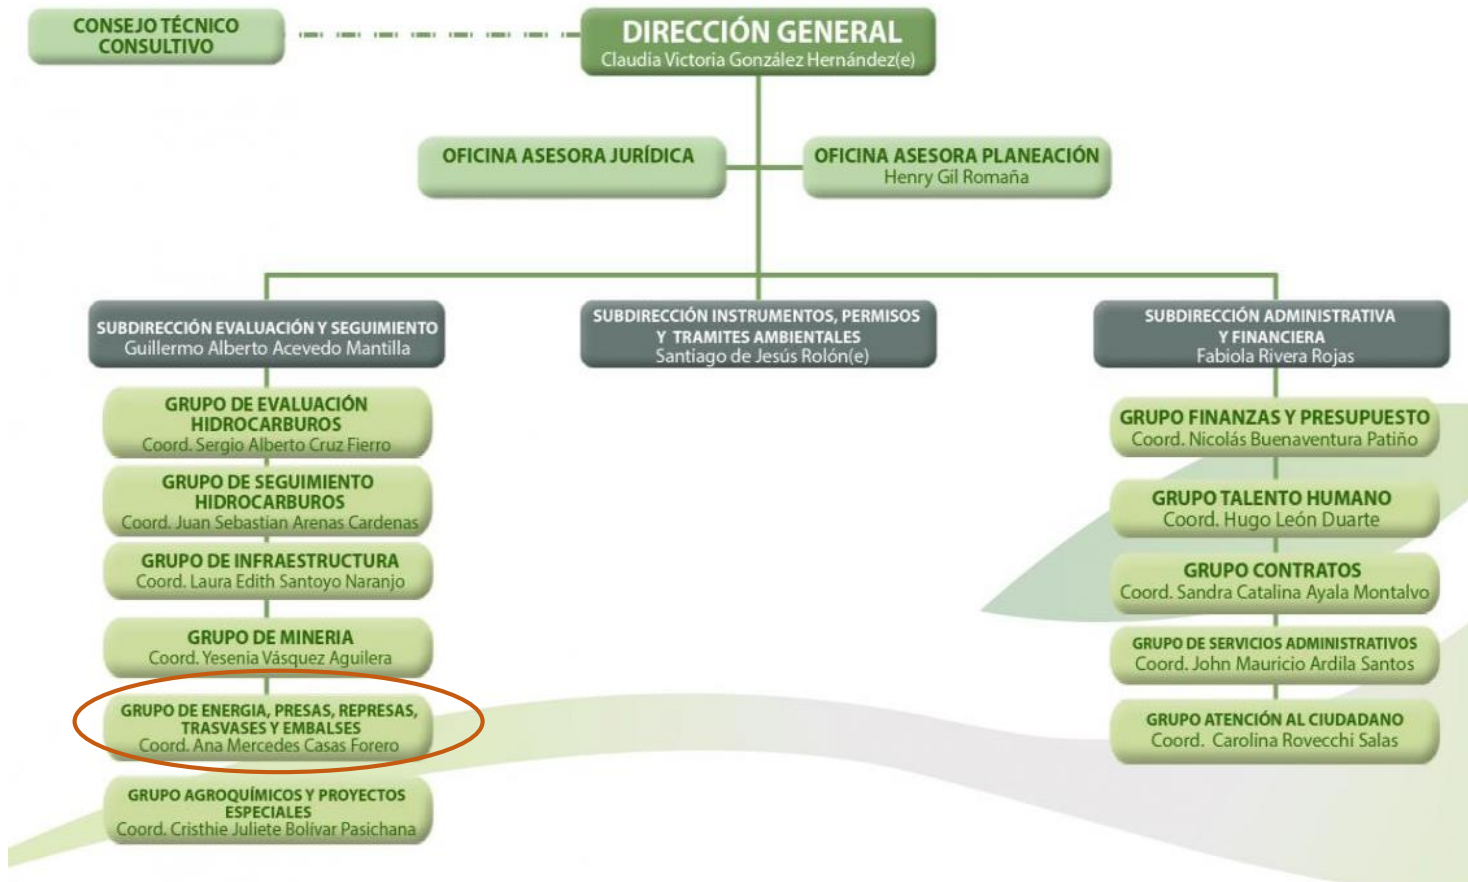 CONSEJO TÉCNICO
CONSULTIVO
DIRECCIÓN GENERAL
Claudia Victoria González Hernández(e)
OFICINA ASESORA JURÍDICA
OFICINA ASESORA PLANEACIÓN
Henry Gil Romaña
SUBDIRECCIÓN EVALUACIÓN Y SEGUIMIENTO
Guillermo Alberto Acevedo Mantilla
SUBDIRECCIÓN INSTRUMENTOS, PERMISOS
Y TRAMITES AMBIENTALES
Santiago de Jesús Rolón(e)
SUBDIRECCIÓN ADMINISTRATIVA
Y FINANCIERA
Fabiola Rivera Rojas
GRUPO DE EVALUACIÓN
HIDROCARBUROS
Coord. Sergio Alberto Cruz Fierro
GRUPO DE SEGUIMIENTO
HIDROCARBUROS
Coord. Juan Sebastian Arenas Cardenas
GRUPO DE INFRAESTRUCTURA
Coord. Laura Edith Santoyo Naranjo
GRUPO DE MINERIA
Coord. Yesenia Vásquez Aguilera
GRUPO DE ENERGIA, PRESAS, REPRESAS,
TRASVASES Y EMBALSES
Coord. Ana Mercedes Casas Forero
GRUPO AGROQUÍMICOS Y PROYECTOS
ESPECIALES
Coord. Cristhie Juliete Bolívar Pasichana
GRUPO FINANZAS Y PRESUPUESTO
Coord. Nicolás Buenaventura Patiño
GRUPO TALENTO HUMANO
Coord. Hugo León Duarte
GRUPO CONTRATOS
Coord. Sandra Catalina Ayala Montalvo
GRUPO DE SERVICIOS ADMINISTRATIVOS
Coord. John Mauricio Ardila Santos
GRUPO ATENCIÓN AL CIUDADANO
Coord. Carolina Rovecchi Salas